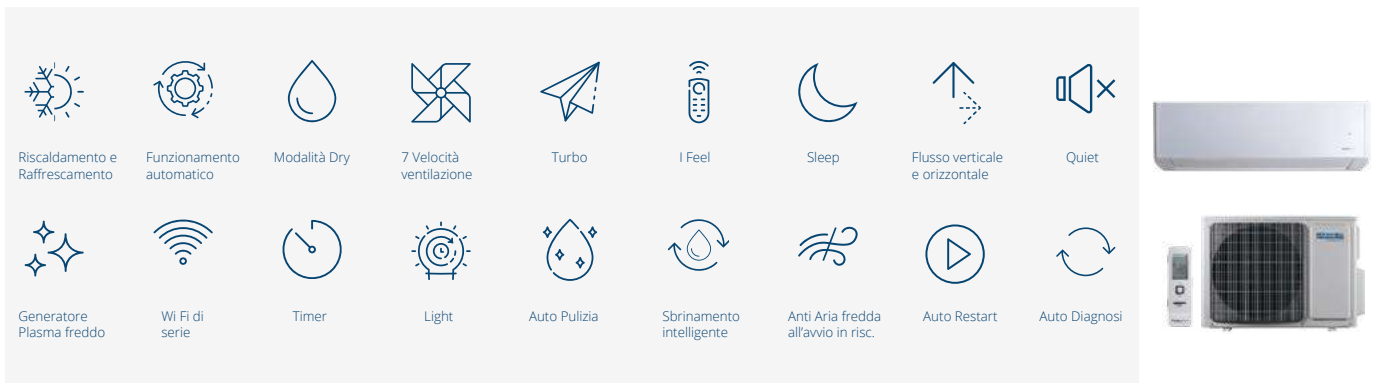 Riscaldamento e
Raffrescamento
Funzionamento
automatico
Modalità Dry
7 Velocità
ventilazione
Turbo
I Feel
Sleep
Flusso verticale
e orizzontale
Quiet
Generatore
Plasma freddo
Wi Fi di
serie
Timer
Light
Auto Pulizia
Sbrinamento
intelligente
Anti Aria fredda
all’avvio in risc.
Auto Restart
Auto Diagnosi